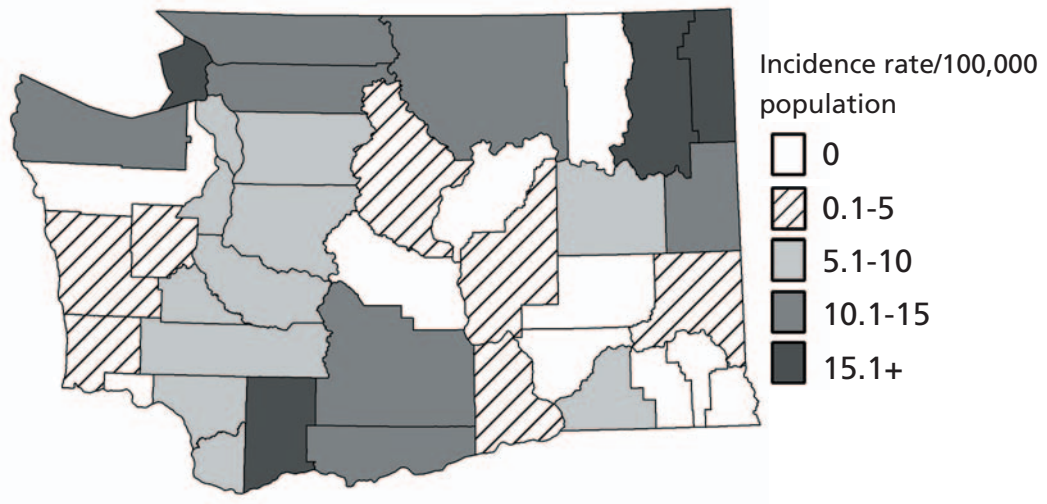 Incidence rate/100,000
population
0
0.1-5
5.1-10
10.1-15
15.1+